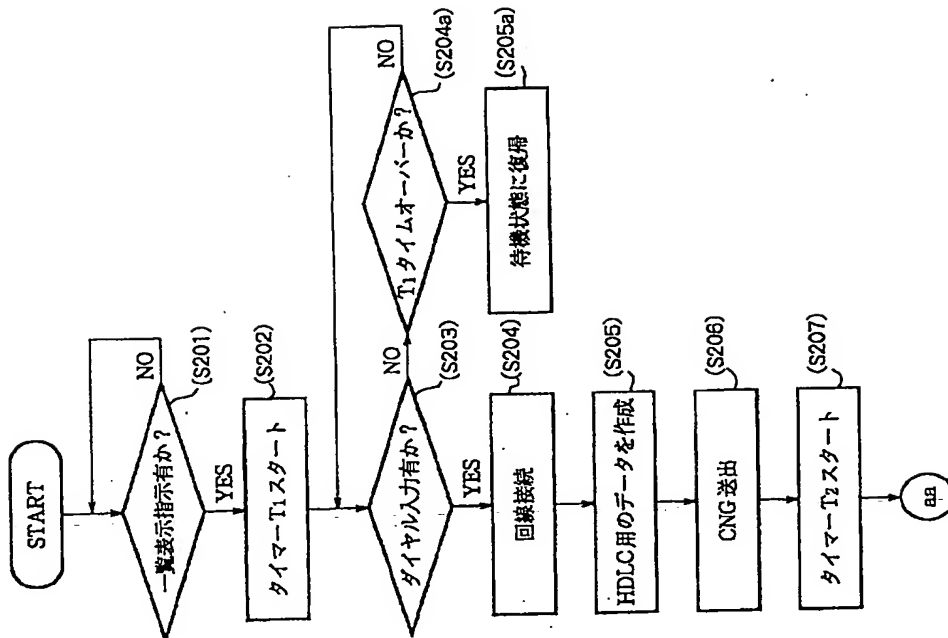 START
一覧表示指示有か?
NO
(S201)
YES
タイマーT1スタート
(S202)
ダイヤル入力有か?
NO
(S203)
T1タイムオーバーか?
NO
(S204a)
YES
待機状態に復帰
(S205a)
YES
回線接続
(S204)
HDLC用のデータを作成
(S205)
CNG送出
(S206)
タイマーT2スタート
(S207)
aa